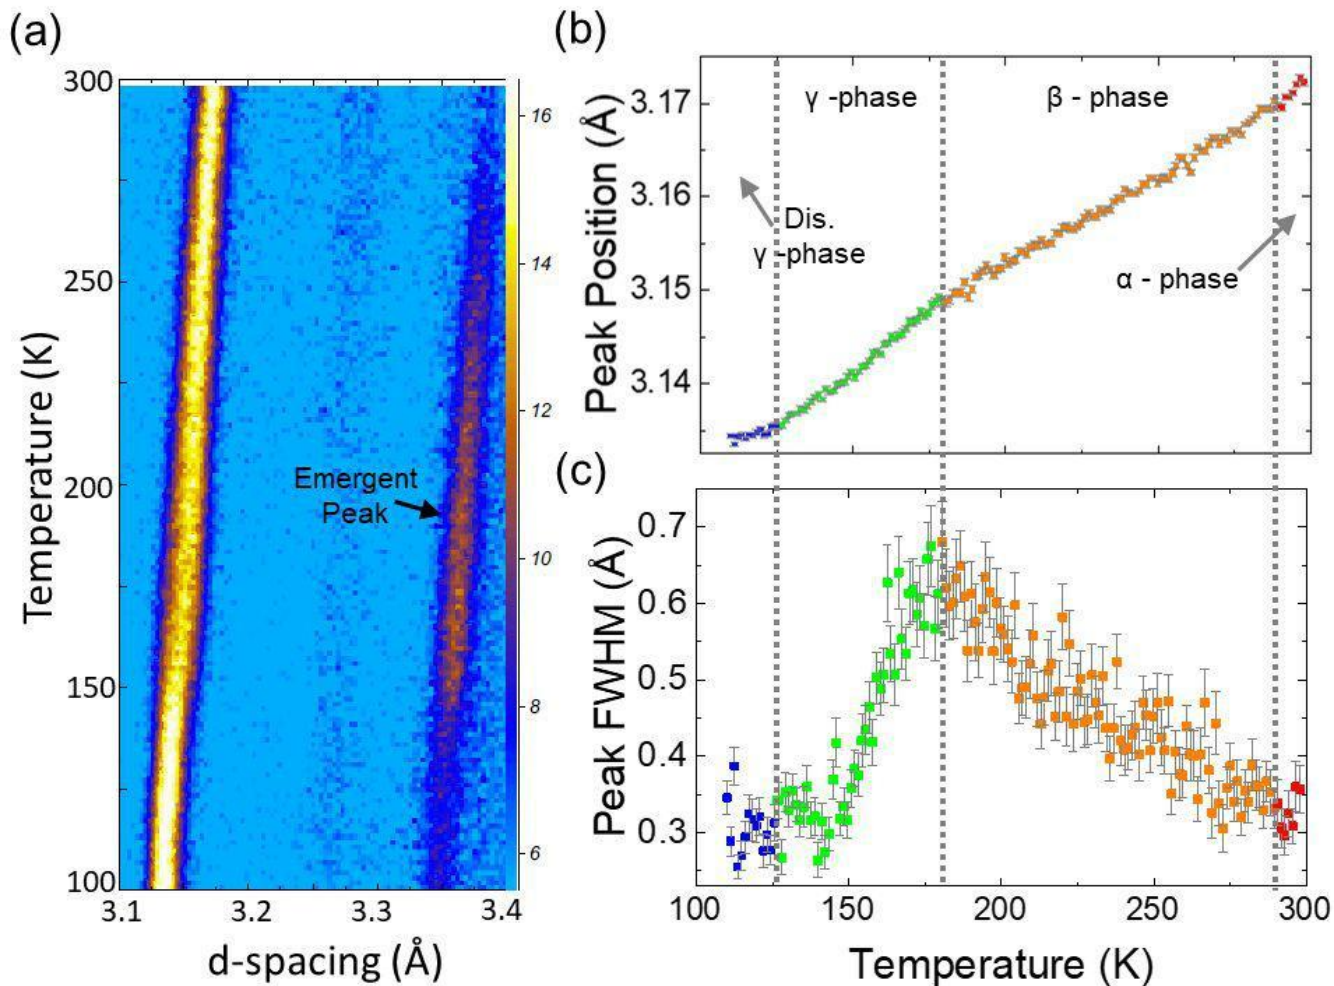 (a)
Temperature (K)
300
250
200
150
100
3.1
3.2
3.3
3.4
d-spacing (Å)
Emergent
Peak
16
14
12
10
8
6
(b)
Peak Position (Å)
3.17
3.16
3.15
3.14
γ -phase
β - phase
Dis.
γ -phase
α - phase
(c)
Peak FWHM (Å)
0.7
0.6
0.5
0.4
0.3
100
150
200
250
300
Temperature (K)